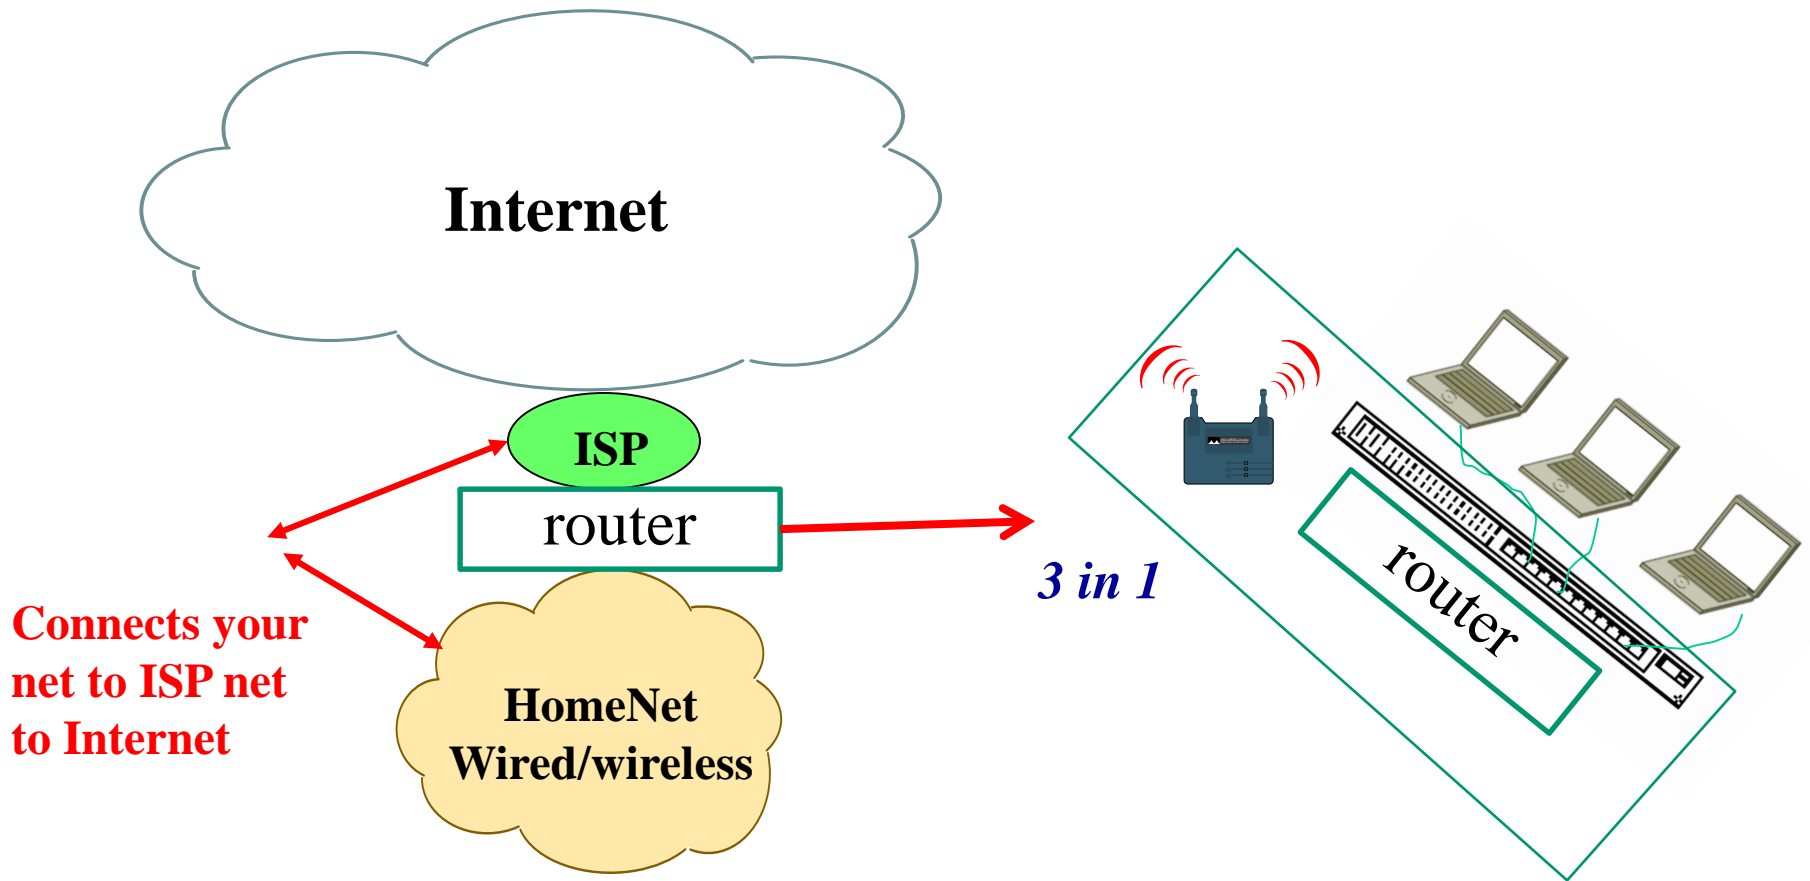 Internet
ISP
router
Connects your
net to ISP net
to Internet
HomeNet
Wired/wireless
3 in 1
router